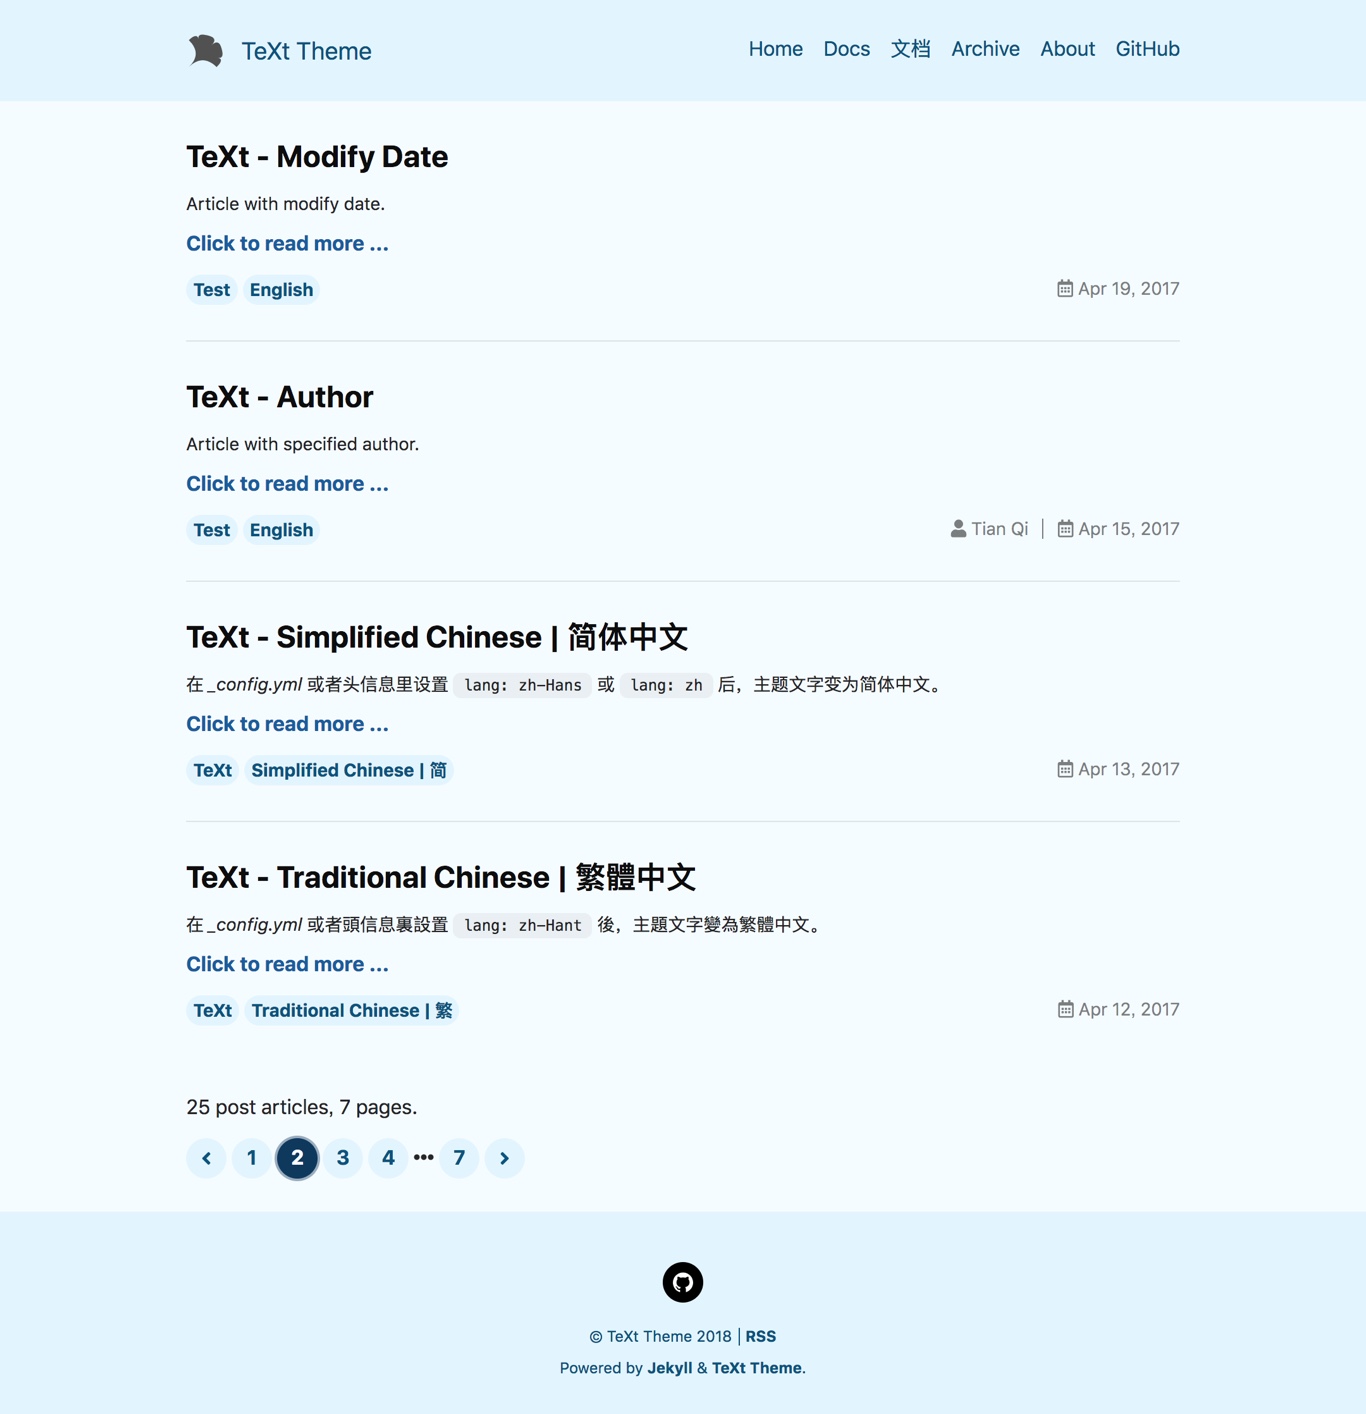 TeXt Theme
Home Docs 文档 Archive About GitHub
TeXt - Modify Date
Article with modify date.
Click to read more ...
Test English
Apr 19, 2017
TeXt - Author
Article with specified author.
Click to read more ...
Test English
Tian Qi | Apr 15, 2017
TeXt - Simplified Chinese | 简体中文
在 _config.yml 或者头信息里设置 lang: zh-Hans 或 lang: zh 后，主题文字变为简体中文。
Click to read more ...
TeXt Simplified Chinese | 简
Apr 13, 2017
TeXt - Traditional Chinese | 繁體中文
在 _config.yml 或者頭信息裏設置 lang: zh-Hant 後，主題文字變為繁體中文。
Click to read more ...
TeXt Traditional Chinese | 繁
Apr 12, 2017
25 post articles, 7 pages.
1 2 3 4 ••• 7
© TeXt Theme 2018 | RSS
Powered by Jekyll & TeXt Theme.